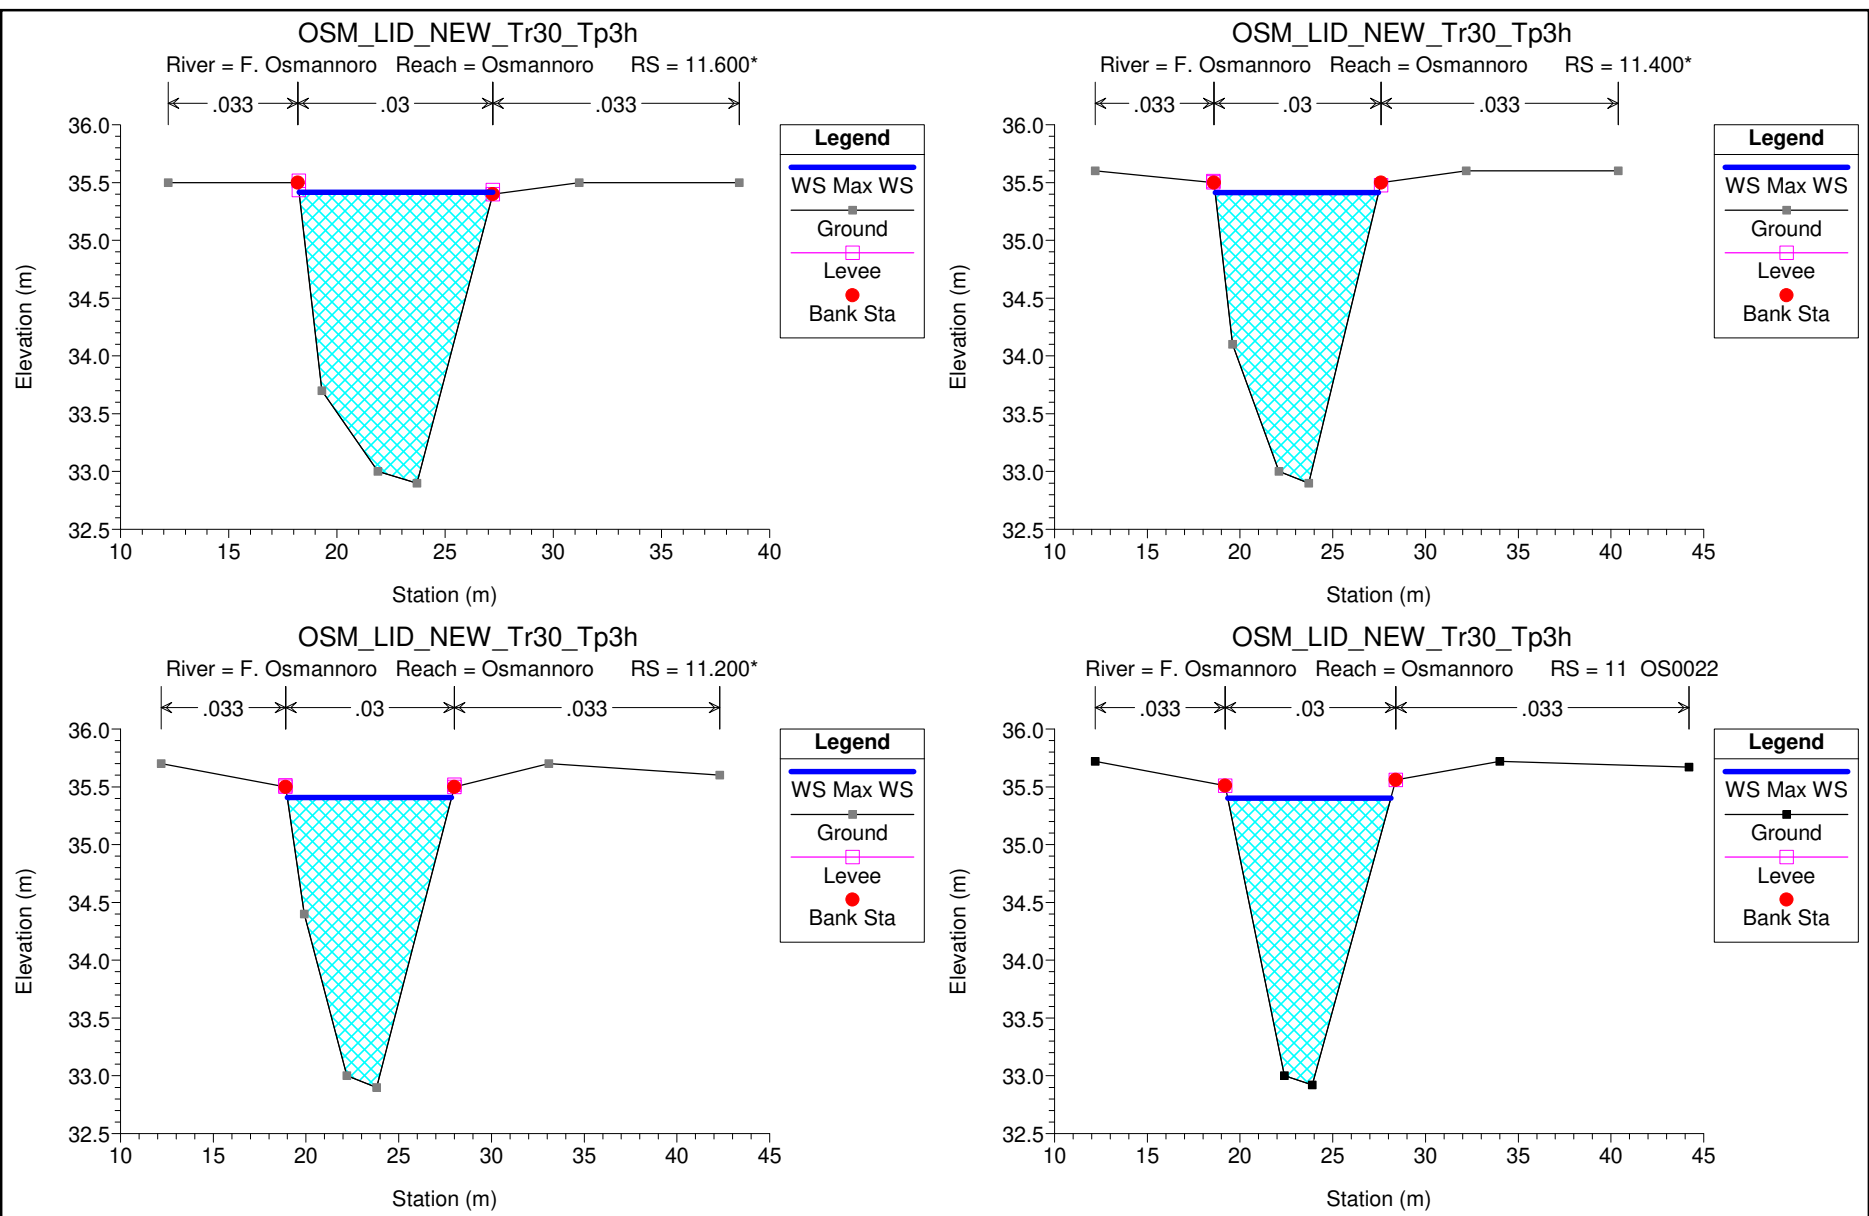 OSM_LID_NEW_Tr30_Tp3h
River = F. Osmannoro Reach = Osmannoro RS = 11.600*
.033 .03 .033
36.0
35.5
35.0
34.5
34.0
33.5
33.0
32.5
Elevation (m)
10 15 20 25 30 35 40
Station (m)
Legend
WS Max WS
Ground
Levee
Bank Sta
OSM_LID_NEW_Tr30_Tp3h
River = F. Osmannoro Reach = Osmannoro RS = 11.400*
.033 .03 .033
36.0
35.5
35.0
34.5
34.0
33.5
33.0
32.5
Elevation (m)
10 15 20 25 30 35 40 45
Station (m)
Legend
WS Max WS
Ground
Levee
Bank Sta
OSM_LID_NEW_Tr30_Tp3h
River = F. Osmannoro Reach = Osmannoro RS = 11.200*
.033 .03 .033
36.0
35.5
35.0
34.5
34.0
33.5
33.0
32.5
Elevation (m)
10 15 20 25 30 35 40 45
Station (m)
Legend
WS Max WS
Ground
Levee
Bank Sta
OSM_LID_NEW_Tr30_Tp3h
River = F. Osmannoro Reach = Osmannoro RS = 11 OS0022
.033 .03 .033
36.0
35.5
35.0
34.5
34.0
33.5
33.0
32.5
Elevation (m)
10 15 20 25 30 35 40 45
Station (m)
Legend
WS Max WS
Ground
Levee
Bank Sta